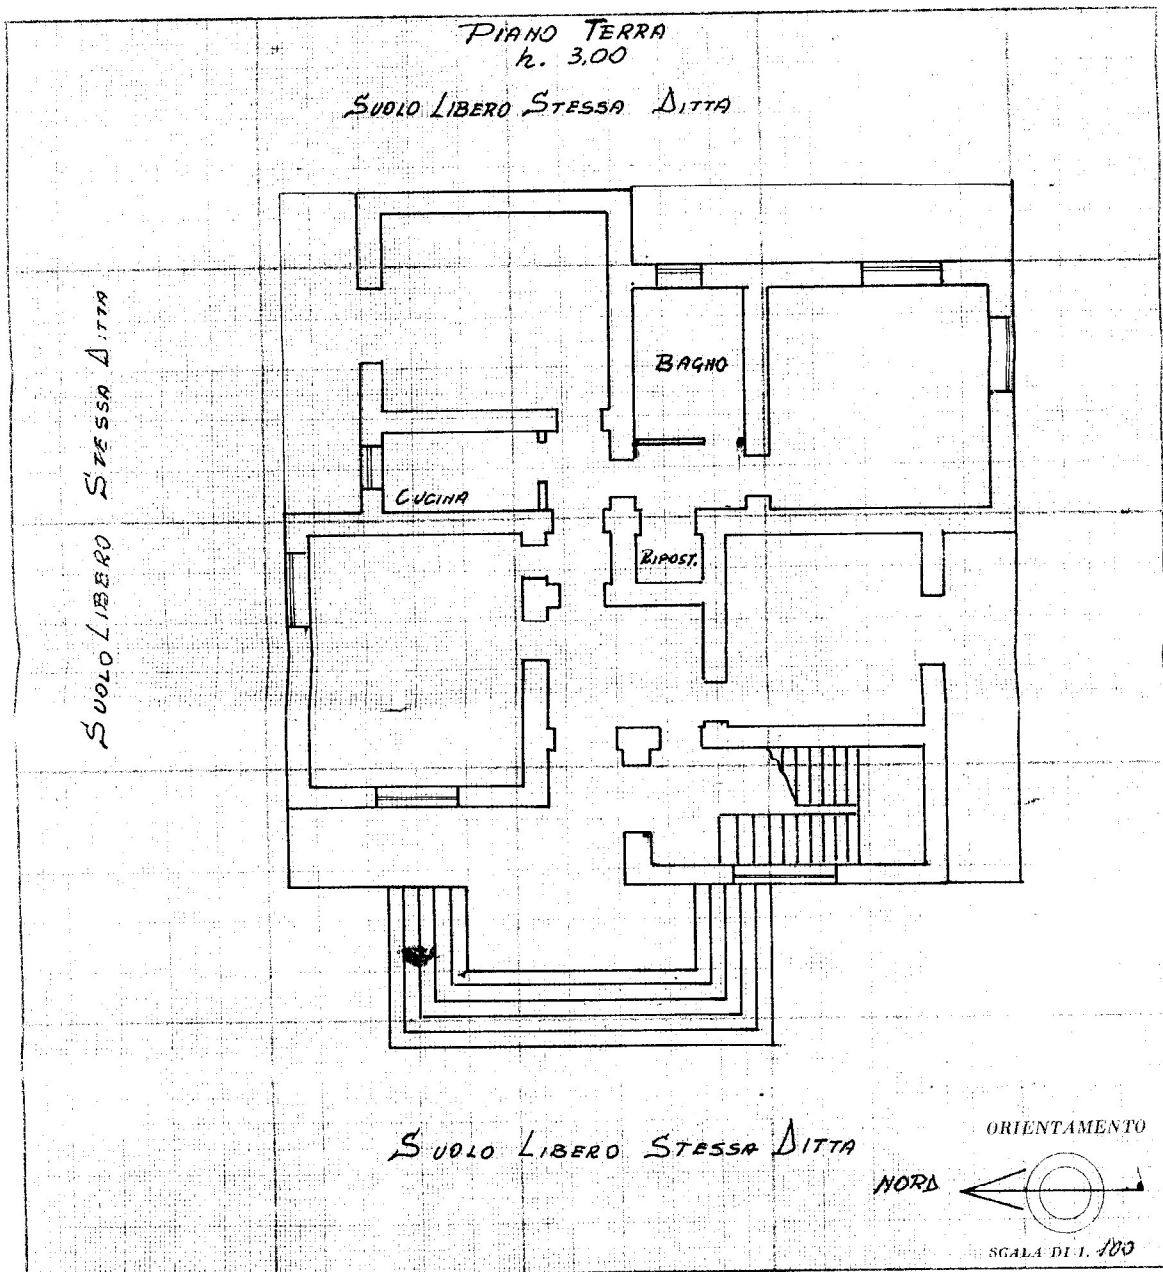 PIANO TERRA
h. 3,00
SUOLO LIBERO STESSA DITTA
SUOLO LIBERO STESSA DITTA
BAGNO
CUCINA
RIPOST.
SUOLO LIBERO STESSA DITTA
ORIENTAMENTO
NORD
SCALA DI 1. 100